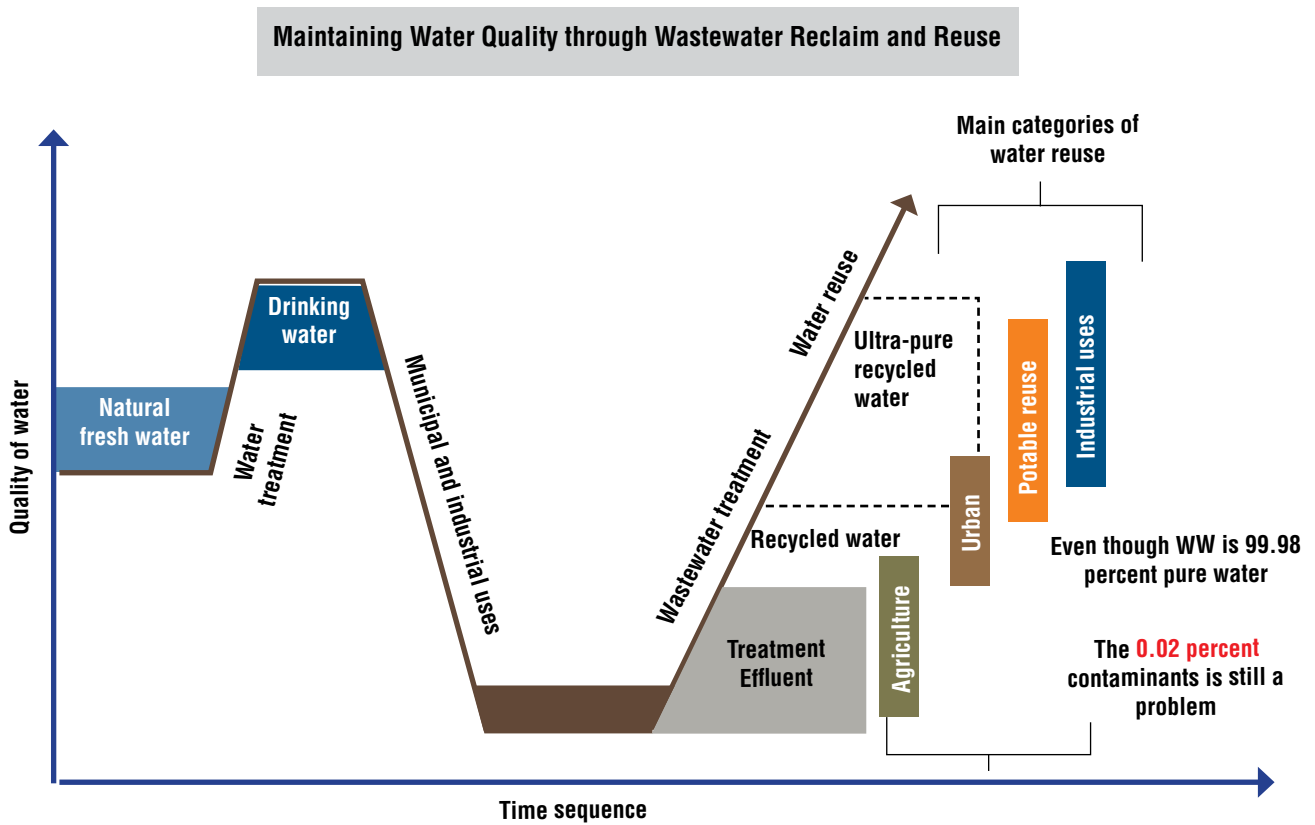 Maintaining Water Quality through Wastewater Reclaim and Reuse
Main categories of
water reuse
Quality of water
Natural
fresh water
Water
treatment
Drinking
water
Municipal and industrial uses
Wastewater treatment
Water reuse
Ultra-pure
recycled
water
Recycled water
Treatment
Effluent
Agriculture
Urban
Potable reuse
Industrial uses
Even though WW is 99.98
percent pure water
The 0.02 percent
contaminants is still a
problem
Time sequence